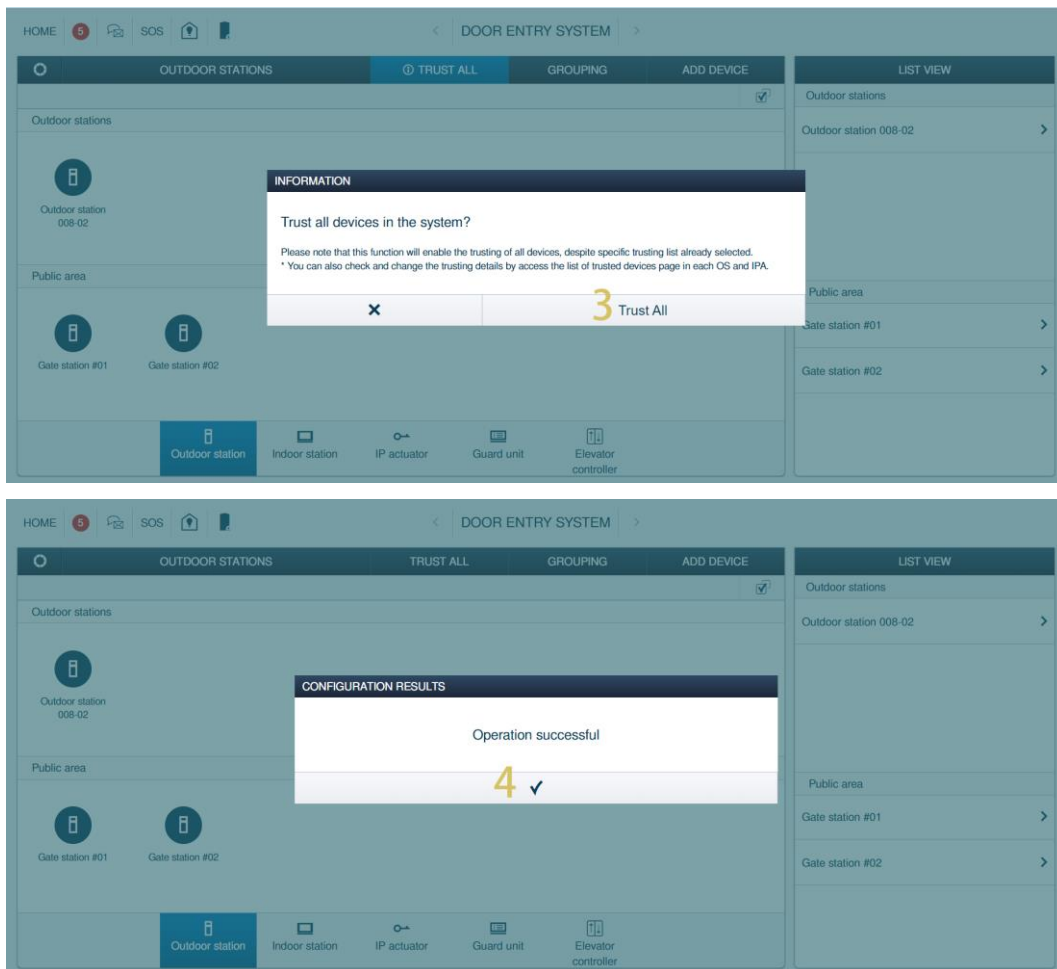 HOME 5 SOS < DOOR ENTRY SYSTEM >
OUTDOOR STATIONS TRUST ALL GROUPING ADD DEVICE LIST VIEW
Outdoor stations
Outdoor stations
Outdoor station 008-02
Outdoor station
008-02
INFORMATION
Trust all devices in the system?
Please note that this function will enable the trusting of all devices, despite specific trusting list already selected.
* You can also check and change the trusting details by access the list of trusted devices page in each OS and IPA.
3 Trust All
Public area
Public area
Gate station #01
Gate station #02
Gate station #01 Gate station #02
Outdoor station Indoor station IP actuator Guard unit Elevator
controller
HOME 5 SOS < DOOR ENTRY SYSTEM >
OUTDOOR STATIONS TRUST ALL GROUPING ADD DEVICE LIST VIEW
Outdoor stations
Outdoor stations
Outdoor station 008-02
Outdoor station
008-02
CONFIGURATION RESULTS
Operation successful
4
Public area
Public area
Gate station #01
Gate station #02
Gate station #01 Gate station #02
Outdoor station Indoor station IP actuator Guard unit Elevator
controller